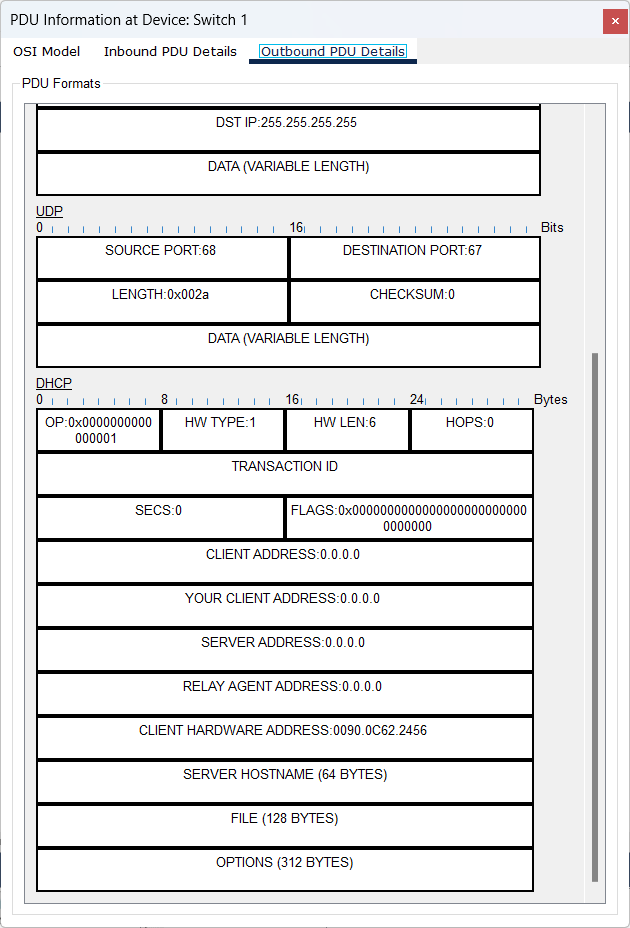 PDU Information at Device: Switch 1
OSI Model Inbound PDU Details Outbound PDU Details
PDU Formats
DST IP:255.255.255.255
DATA (VARIABLE LENGTH)
UDP
0 16 Bits
SOURCE PORT:68 DESTINATION PORT:67
LENGTH:0x002a CHECKSUM:0
DATA (VARIABLE LENGTH)
DHCP
0 8 16 24 Bytes
OP:0x0000000000 HW TYPE:1 HW LEN:6 HOPS:0
000001
TRANSACTION ID
SECS:0 FLAGS:0x0000000000000000000000000
0000000
CLIENT ADDRESS:0.0.0.0
YOUR CLIENT ADDRESS:0.0.0.0
SERVER ADDRESS:0.0.0.0
RELAY AGENT ADDRESS:0.0.0.0
CLIENT HARDWARE ADDRESS:0090.0C62.2456
SERVER HOSTNAME (64 BYTES)
FILE (128 BYTES)
OPTIONS (312 BYTES)